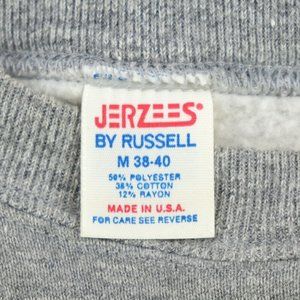 JERZEES®
BY RUSSELL
M 38-40
50% POLYESTER
38% COTTON
12% RAYON
MADE IN U.S.A.
FOR CARE SEE REVERSE